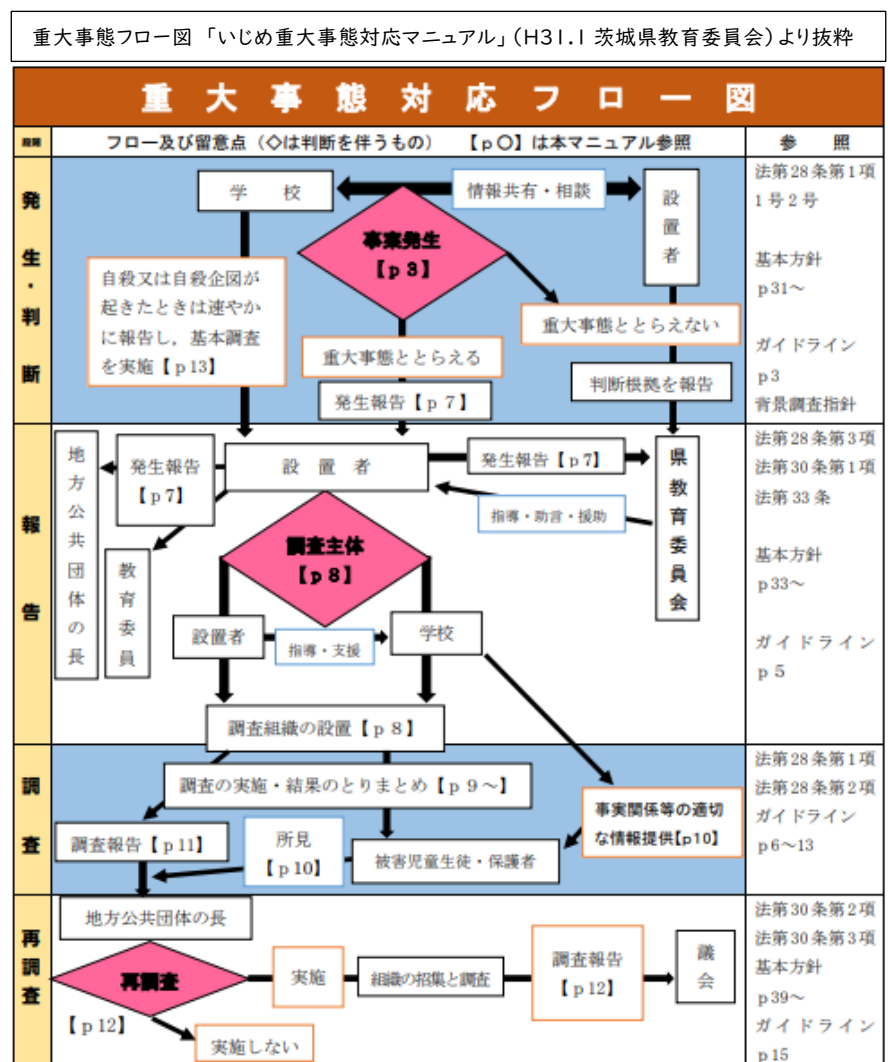 重大事態フロー図 「いじめ重大事態対応マニュアル」(H31.1 茨城県教育委員会)より抜粋
重大事態対応フロー図
段階
フロー及び留意点(◇は判断を伴うもの) 【p〇】は本マニュアル参照
参 照
発生・判断
学 校
情報共有・相談
設置者
事案発生
【p3】
自殺又は自殺企図が
起きたときは速やか
に報告し,基本調査
を実施【p13】
重大事態ととらえない
重大事態ととらえる
発生報告【p7】
判断根拠を報告
法第28条第1項
1号2号
基本方針
p31~
ガイドライン
p3
背景調査指針
報告
地方公共団体の長
発生報告
【p7】
設 置 者
発生報告【p7】
県教育委員会
指導・助言・援助
教育委員
調査主体
【p8】
設置者
指導・支援
学校
調査組織の設置【p8】
法第28条第3項
法第30条第1項
法第33条
基本方針
p33~
ガイドライン
p5
調査
調査の実施・結果のとりまとめ【p9~】
調査報告【p11】
所見
【p10】
被害児童生徒・保護者
事実関係等の適切
な情報提供【p10】
法第28条第1項
法第28条第2項
ガイドライン
p6~13
再調査
地方公共団体の長
再調査
【p12】
実施
組織の招集と調査
調査報告
【p12】
議会
実施しない
法第30条第2項
法第30条第3項
基本方針
p39~
ガイドライン
p15